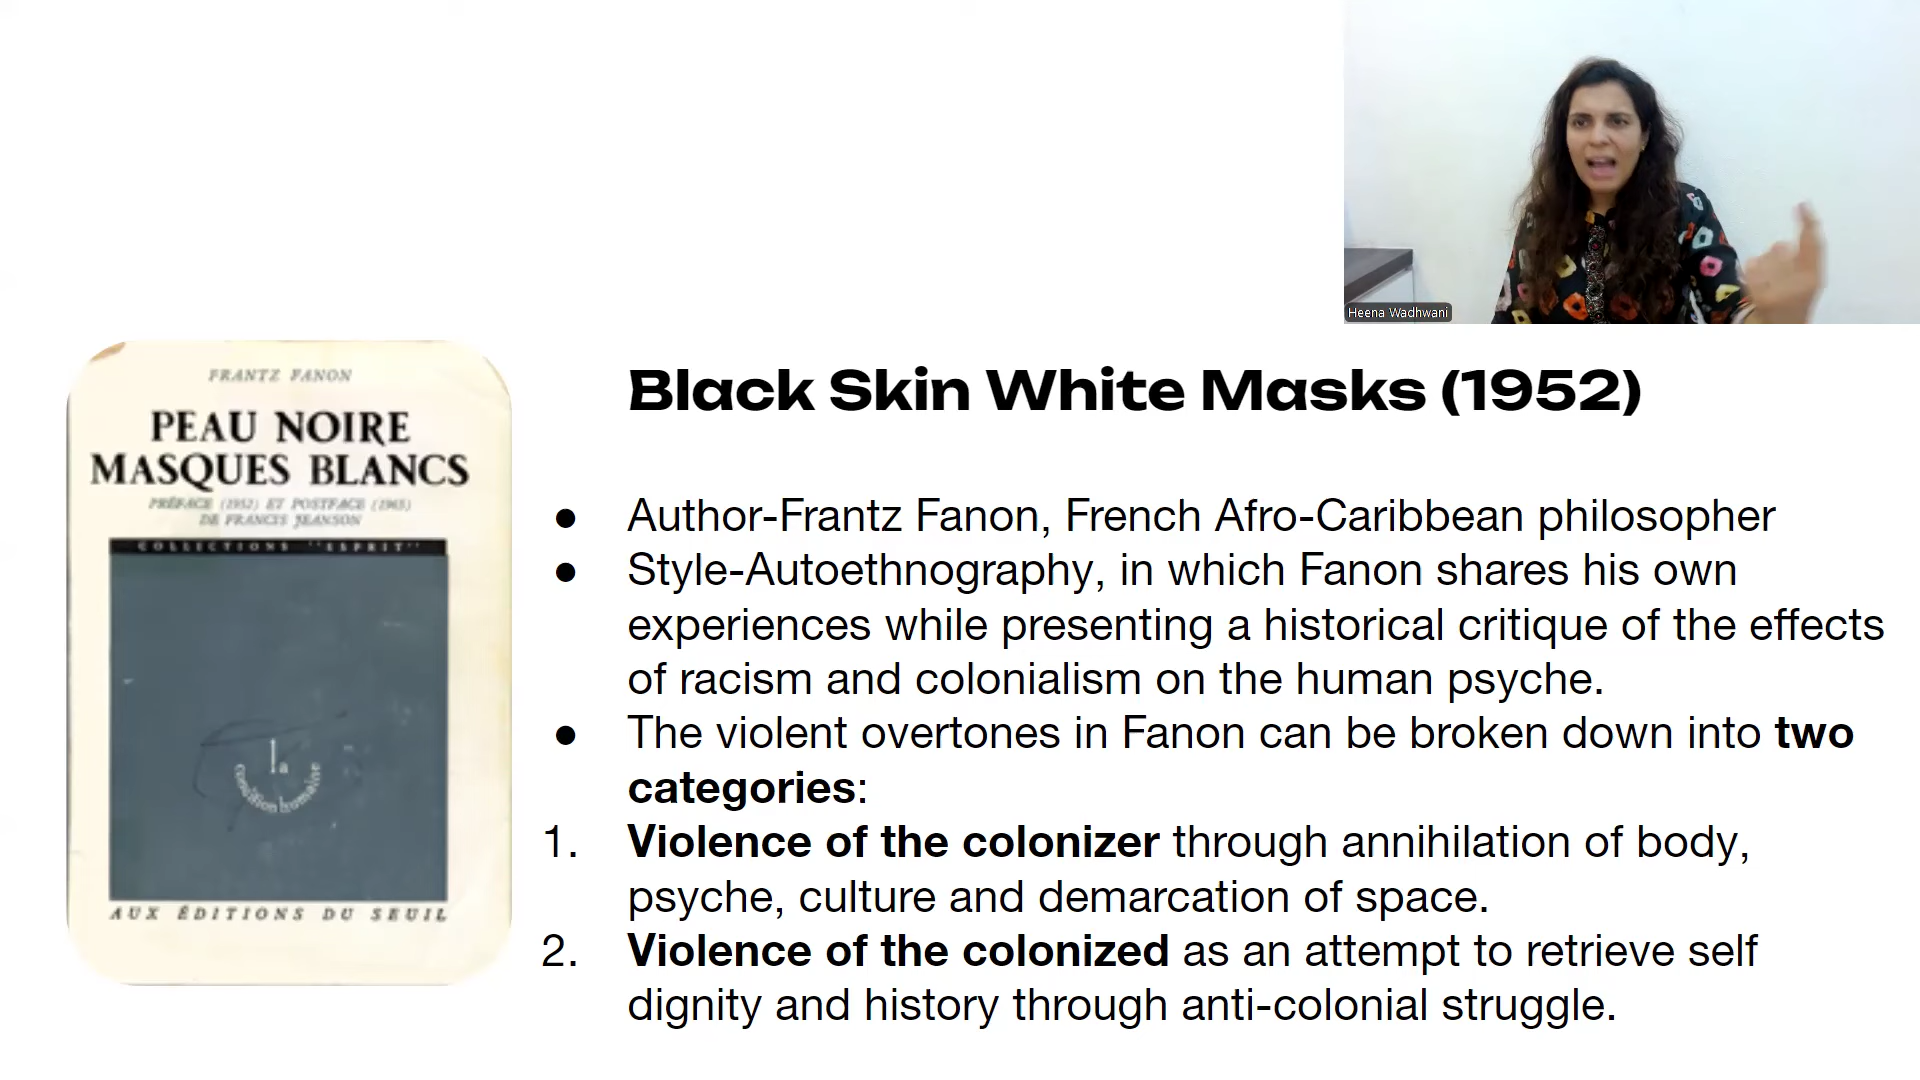 Heena Wadhwani
FRANTZ FANON
PEAU NOIRE
MASQUES BLANCS
PRÉFACE (1952) ET POSTFACE (1965)
DE FRANCIS JEANSON
COLLECTIONS "ESPRIT"
la
condition humaine
AUX ÉDITIONS DU SEUIL
Black Skin White Masks (1952)
● Author-Frantz Fanon, French Afro-Caribbean philosopher
● Style-Autoethnography, in which Fanon shares his own
experiences while presenting a historical critique of the effects
of racism and colonialism on the human psyche.
● The violent overtones in Fanon can be broken down into two
categories:
1. Violence of the colonizer through annihilation of body,
psyche, culture and demarcation of space.
2. Violence of the colonized as an attempt to retrieve self
dignity and history through anti-colonial struggle.